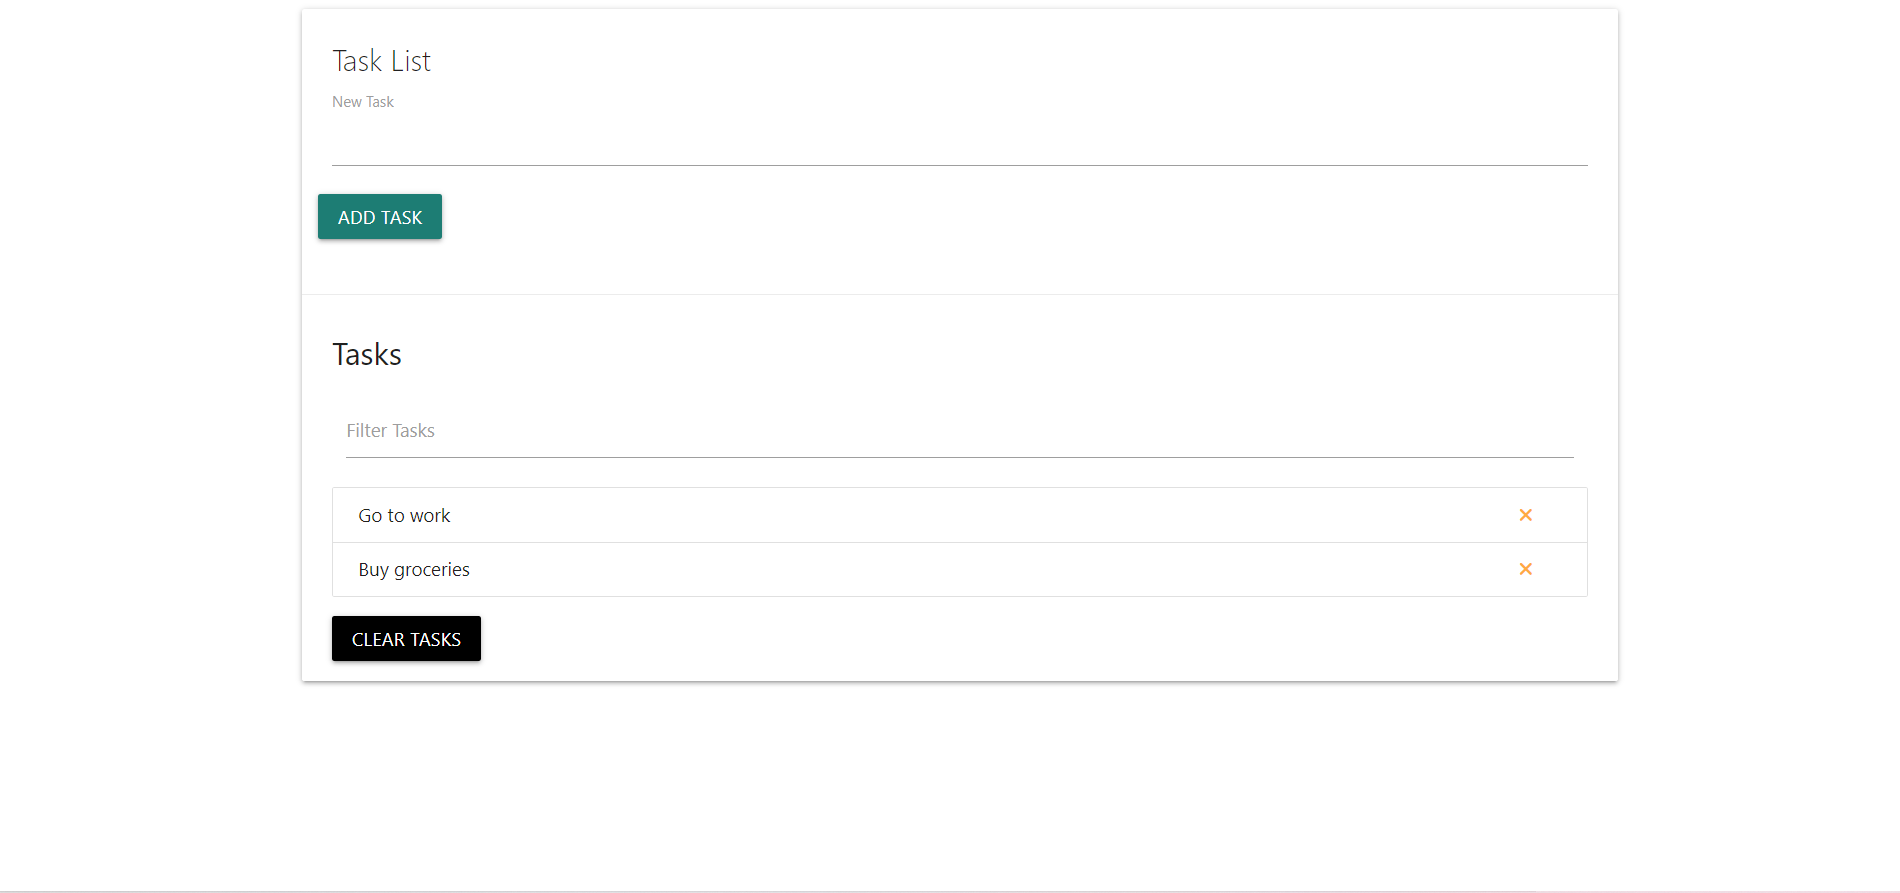 Task List
New Task
ADD TASK
Tasks
Filter Tasks
Go to work
Buy groceries
CLEAR TASKS